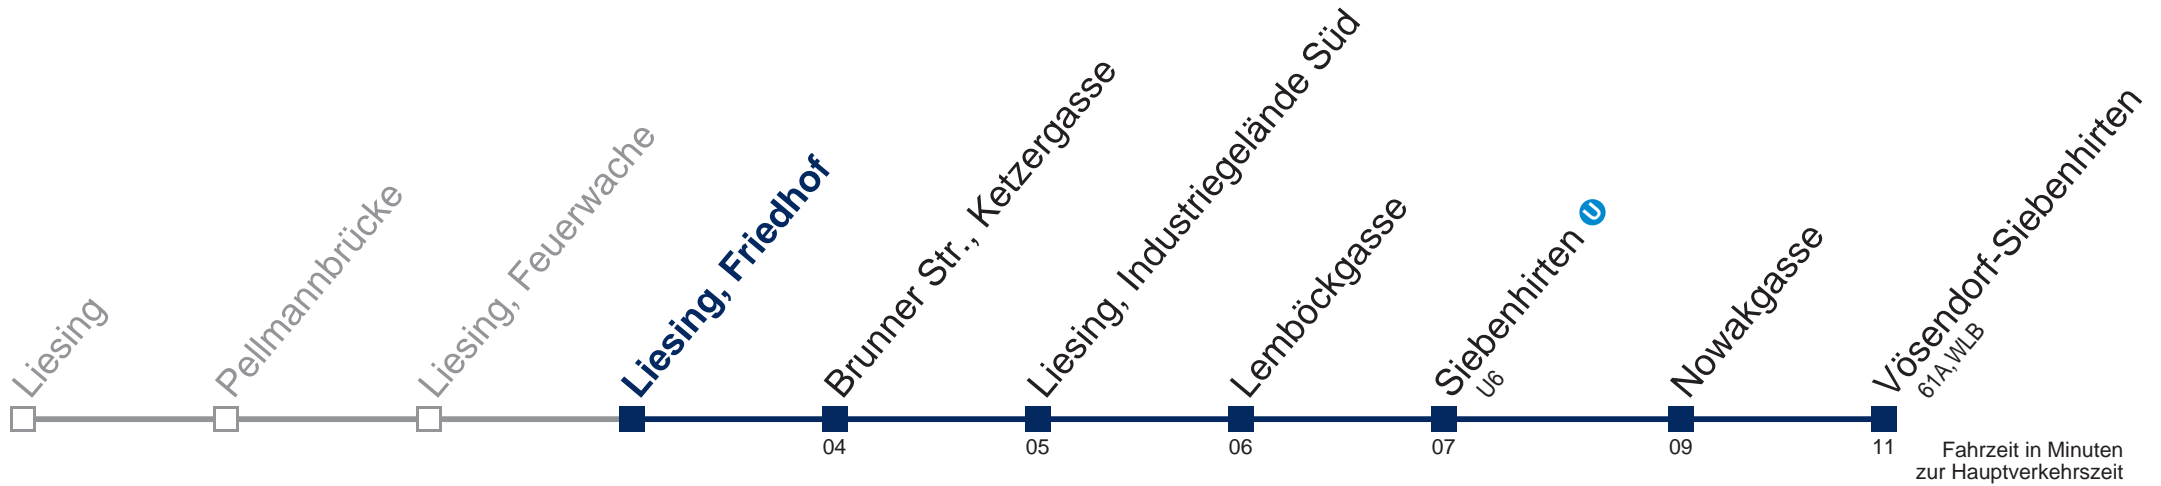 Liesing
Pellmannbrücke
Liesing, Feuerwache
Liesing, Friedhof
Brunner Str., Ketzergasse
Liesing, Industriegelände Süd
Lemböckgasse
Siebenhirten U
U6
Nowakgasse
Vösendorf-Siebenhirten
61A, WLB
04
05
06
07
09
11
Fahrzeit in Minuten
zur Hauptverkehrszeit